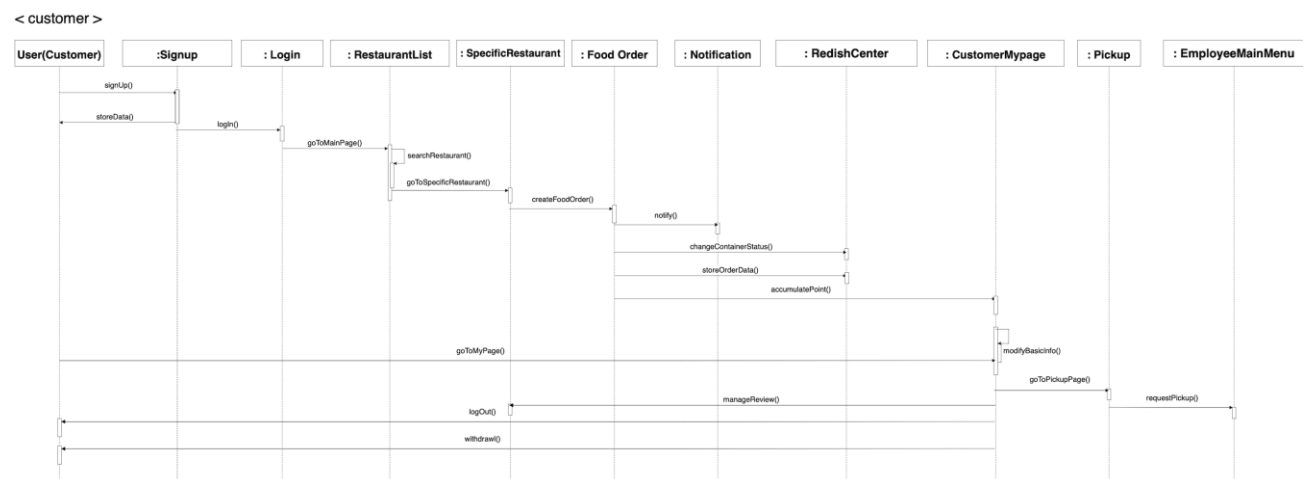 < customer >
User(Customer)
:Signup
: Login
: RestaurantList
: SpecificRestaurant
: Food Order
: Notification
: RedishCenter
: CustomerMypage
: Pickup
: EmployeeMainMenu
signUp()
storeData()
logIn()
goToMainPage()
searchRestaurant()
goToSpecificRestaurant()
createFoodOrder()
notify()
changeContainerStatus()
storeOrderData()
accumulatePoint()
goToMyPage()
modifyBasicInfo()
goToPickupPage()
manageReview()
requestPickup()
logOut()
withdrawl()